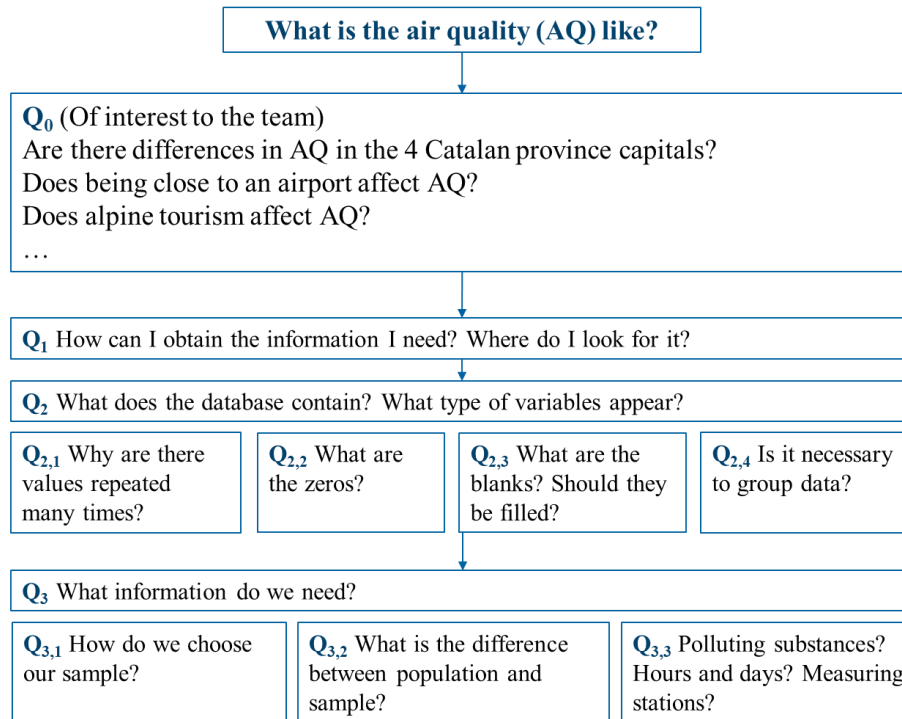 What is the air quality (AQ) like?
Q0 (Of interest to the team)
Are there differences in AQ in the 4 Catalan province capitals?
Does being close to an airport affect AQ?
Does alpine tourism affect AQ?
…
Q1 How can I obtain the information I need? Where do I look for it?
Q2 What does the database contain? What type of variables appear?
Q2,1 Why are there
values repeated
many times?
Q2,2 What are
the zeros?
Q2,3 What are the
blanks? Should they
be filled?
Q2,4 Is it necessary
to group data?
Q3 What information do we need?
Q3,1 How do we choose
our sample?
Q3,2 What is the difference
between population and
sample?
Q3,3 Polluting substances?
Hours and days? Measuring
stations?